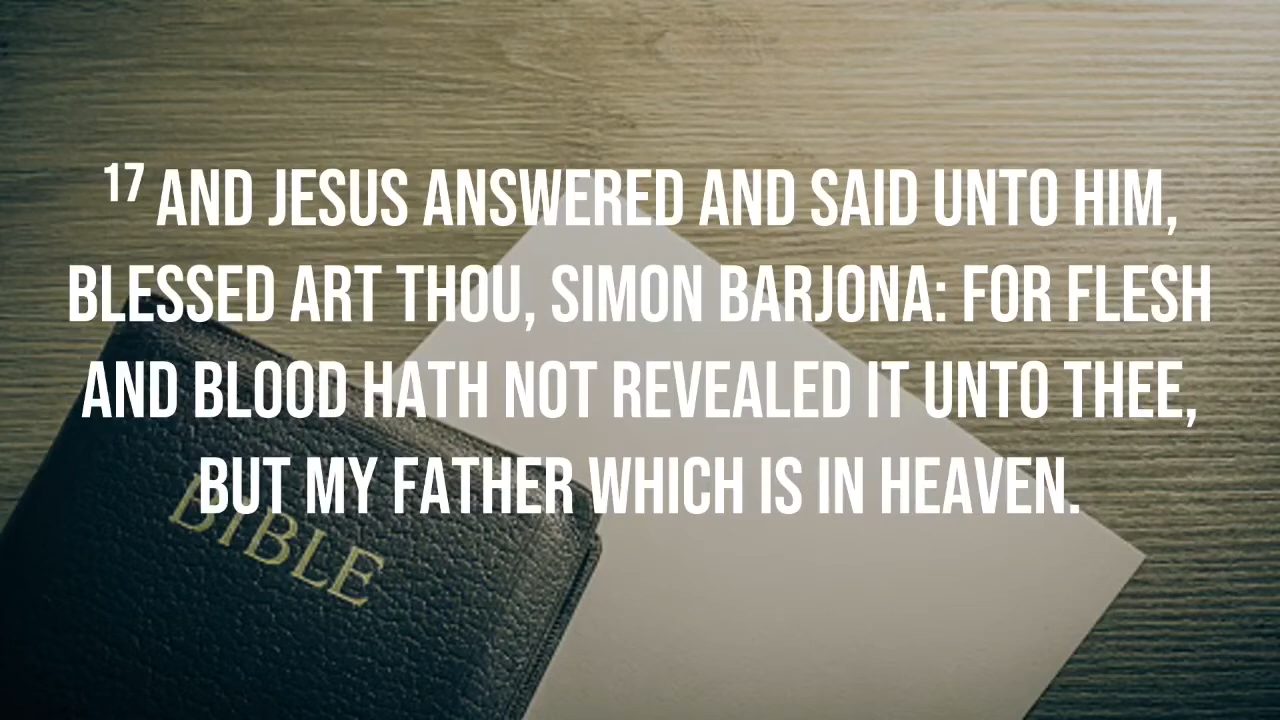 17 AND JESUS ANSWERED AND SAID UNTO HIM,
BLESSED ART THOU, SIMON BARJONA: FOR FLESH
AND BLOOD HATH NOT REVEALED IT UNTO THEE,
BUT MY FATHER WHICH IS IN HEAVEN.
BIBLE